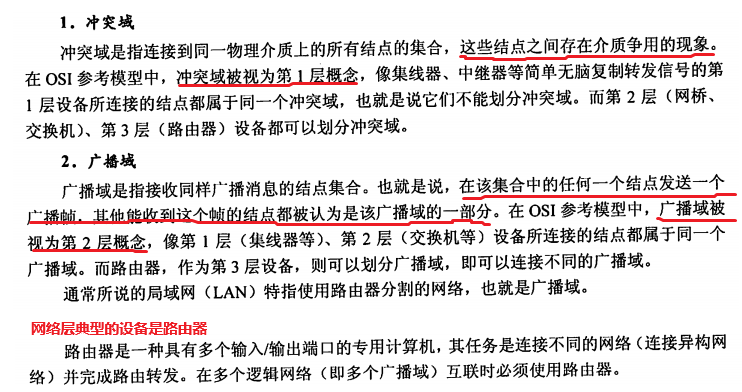 1．冲突域
冲突域是指连接到同一物理介质上的所有结点的集合，这些结点之间存在介质争用的现象。
在 OSI 参考模型中，冲突域被视为第 1 层概念，像集线器、中继器等简单无脑复制转发信号的第
1 层设备所连接的结点都属于同一个冲突域，也就是说它们不能划分冲突域。而第 2 层（网桥、
交换机）、第 3 层（路由器）设备都可以划分冲突域。
2．广播域
广播域是指接收同样广播消息的结点集合。也就是说，在该集合中的任何一个结点发送一个
广播帧，其他能收到这个帧的结点都被认为是该广播域的一部分。在 OSI 参考模型中，广播域被
视为第 2 层概念，像第 1 层（集线器等）、第 2 层（交换机等）设备所连接的结点都属于同一个
广播域。而路由器，作为第 3 层设备，则可以划分广播域，即可以连接不同的广播域。
通常所说的局域网（LAN）特指使用路由器分割的网络，也就是广播域。
网络层典型的设备是路由器
路由器是一种具有多个输入/输出端口的专用计算机，其任务是连接不同的网络（连接异构网
络）并完成路由转发。在多个逻辑网络（即多个广播域）互联时必须使用路由器。